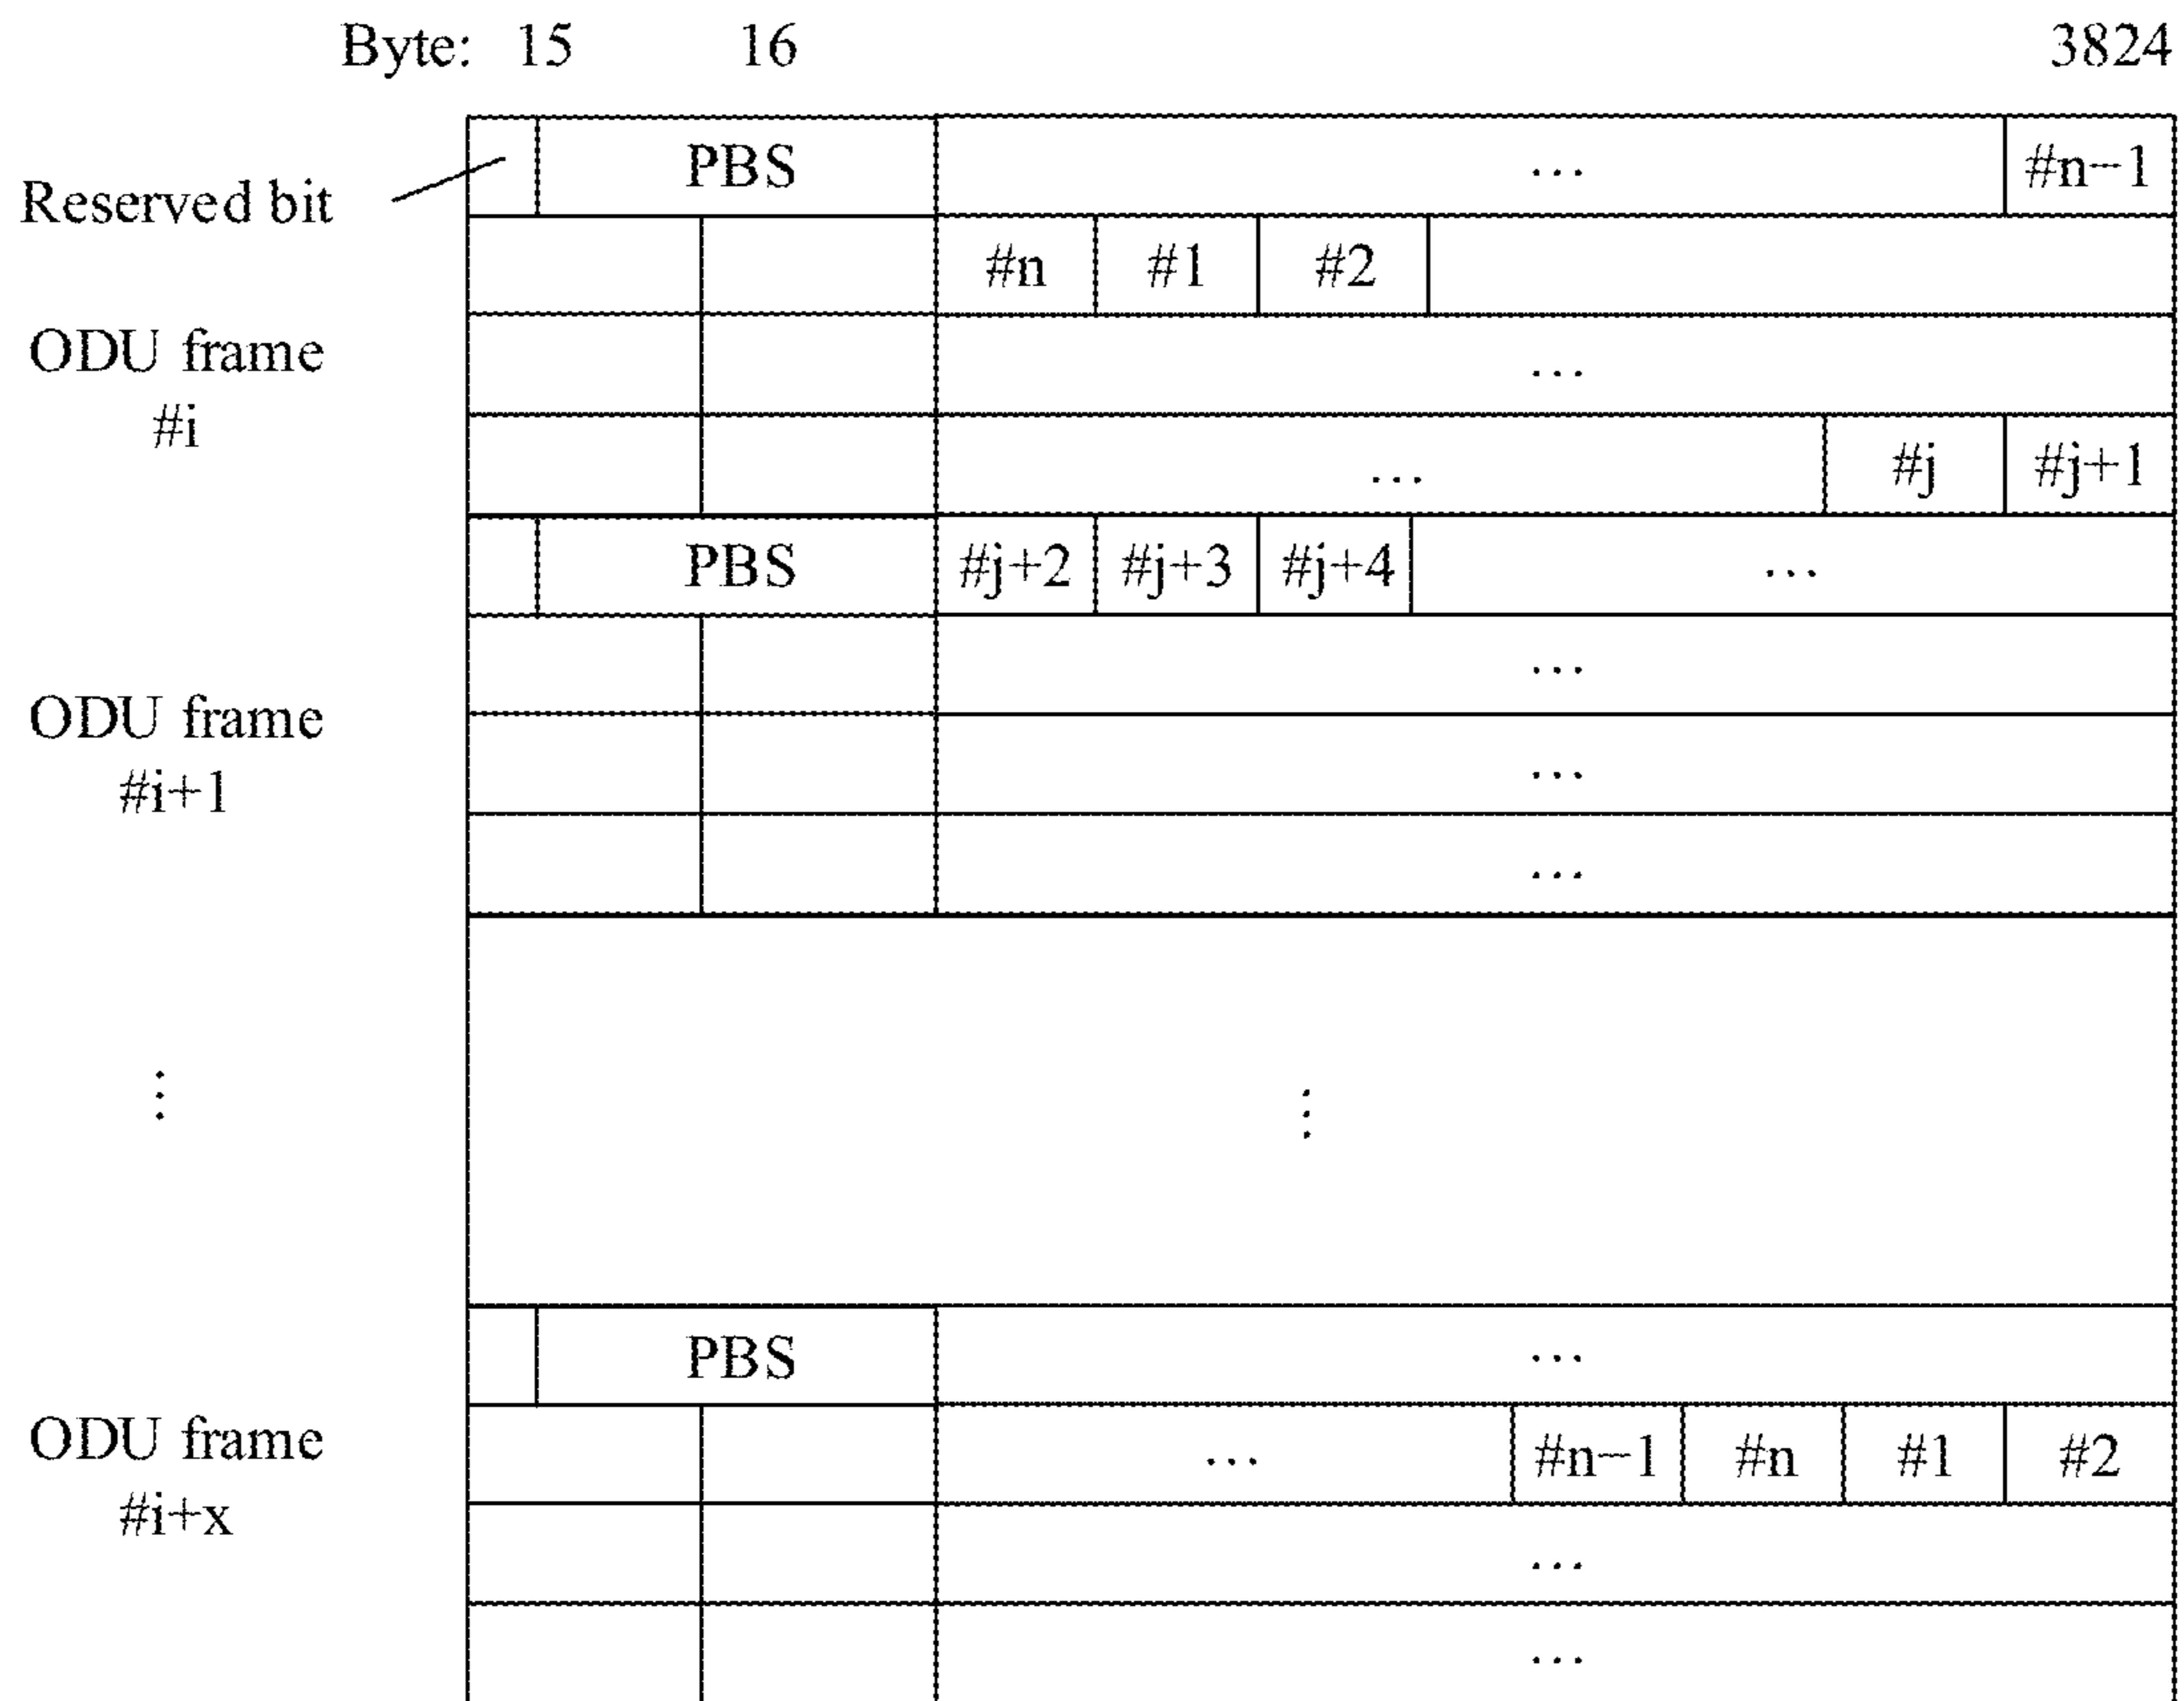 Byte: 15 16 3824
Reserved bit PBS … #n−1
#n #1 #2
ODU frame #i
…
… #j #j+1
PBS #j+2 #j+3 #j+4 …
…
ODU frame #i+1
…
…
⋮ ⋮
PBS …
ODU frame #i+x
… #n−1 #n #1 #2
…
…